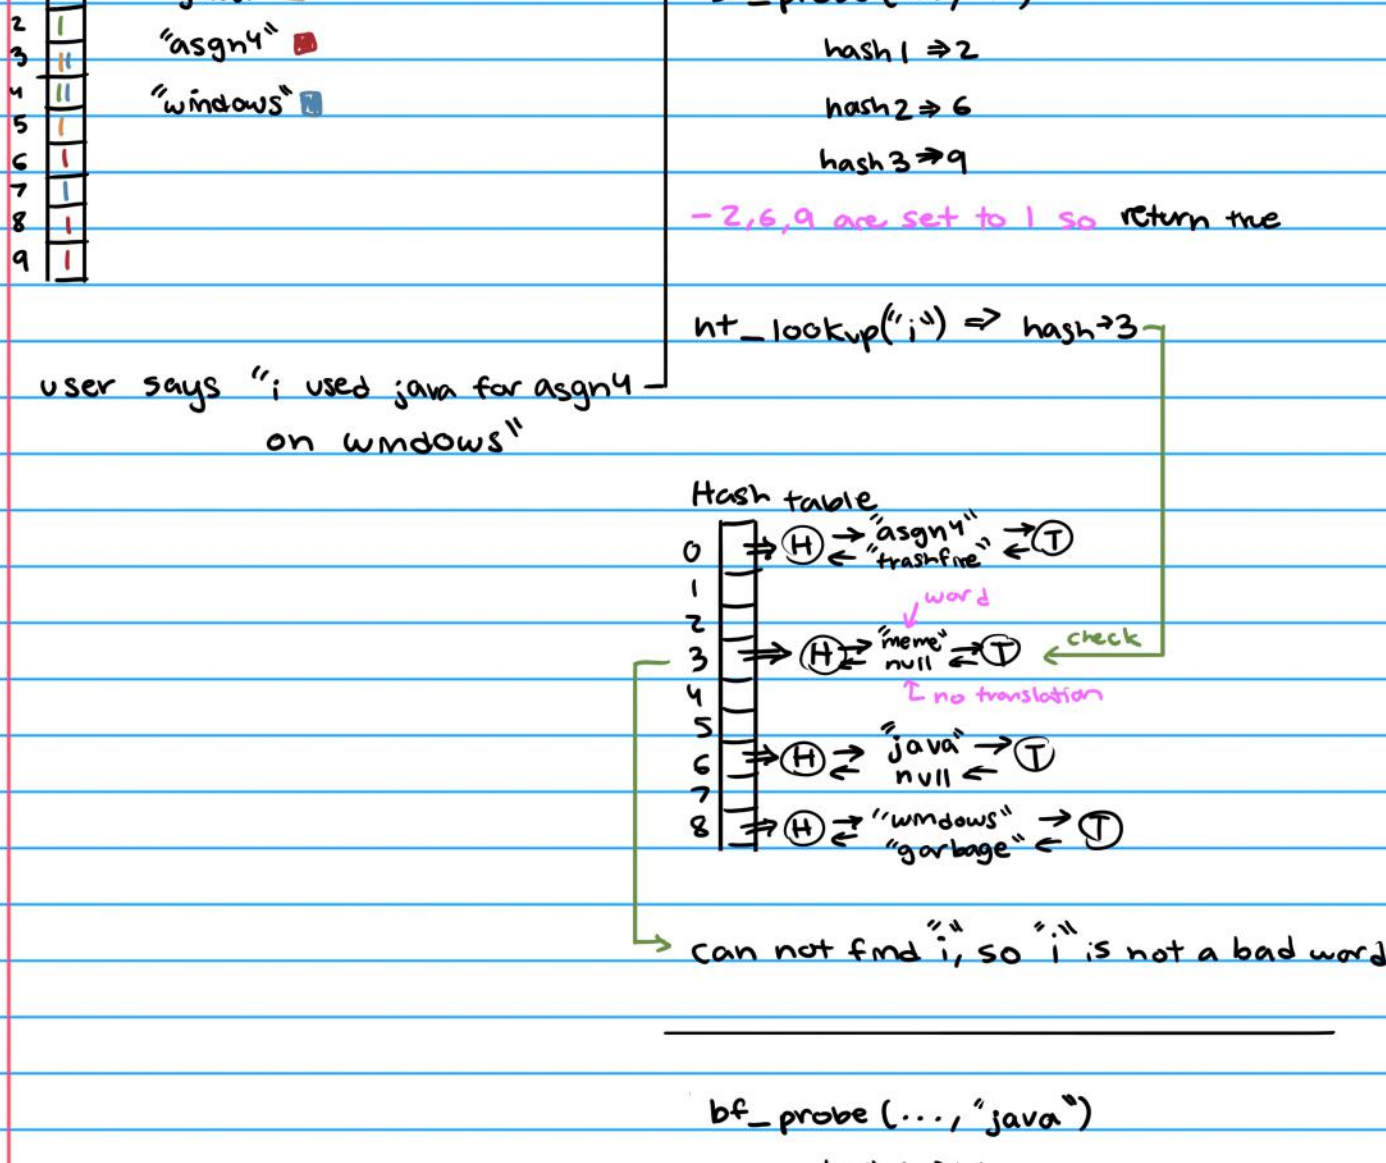 2
3
4
5
6
7
8
9
"asgn4"
"windows"
hash1 ⇒ 2
hash2 ⇒ 6
hash3 ⇒ 9
- 2,6,9 are set to 1 so return true
ht_lookup("i") ⇒ hash→3
user says "i used java for asgn4
on windows"
Hash table
0 ⇒ H → "asgn4" → T
← "trashfire" ←
1
word
2
3 ⇒ H → "meme" → T
← null ←
check
4
no translation
5
6 ⇒ H → "java" → T
← null ←
7
8 ⇒ H → "windows" → T
← "garbage" ←
can not find "i", so "i" is not a bad word
bf_probe (..., "java")